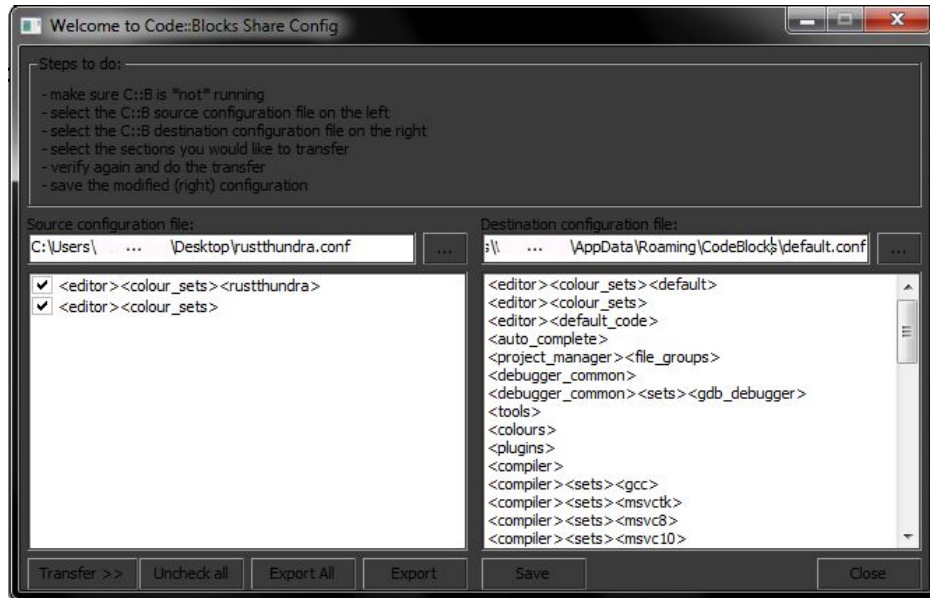 Welcome to Code::Blocks Share Config
Steps to do:
- make sure C::B is *not* running
- select the C::B source configuration file on the left
- select the C::B destination configuration file on the right
- select the sections you would like to transfer
- verify again and do the transfer
- save the modified (right) configuration
Source configuration file:
Destination configuration file:
C:\Users\ ... \Desktop\rustthundra.conf
...
s\\ ... \AppData\Roaming\CodeBlocks\default.conf
...
<editor><colour_sets><rustthundra>
<editor><colour_sets>
<editor><colour_sets><default>
<editor><colour_sets>
<editor><default_code>
<auto_complete>
<project_manager><file_groups>
<debugger_common>
<debugger_common><sets><gdb_debugger>
<tools>
<colours>
<plugins>
<compiler>
<compiler><sets><gcc>
<compiler><sets><msvctk>
<compiler><sets><msvc8>
<compiler><sets><msvc10>
Transfer >>
Uncheck all
Export All
Export
Save
Close